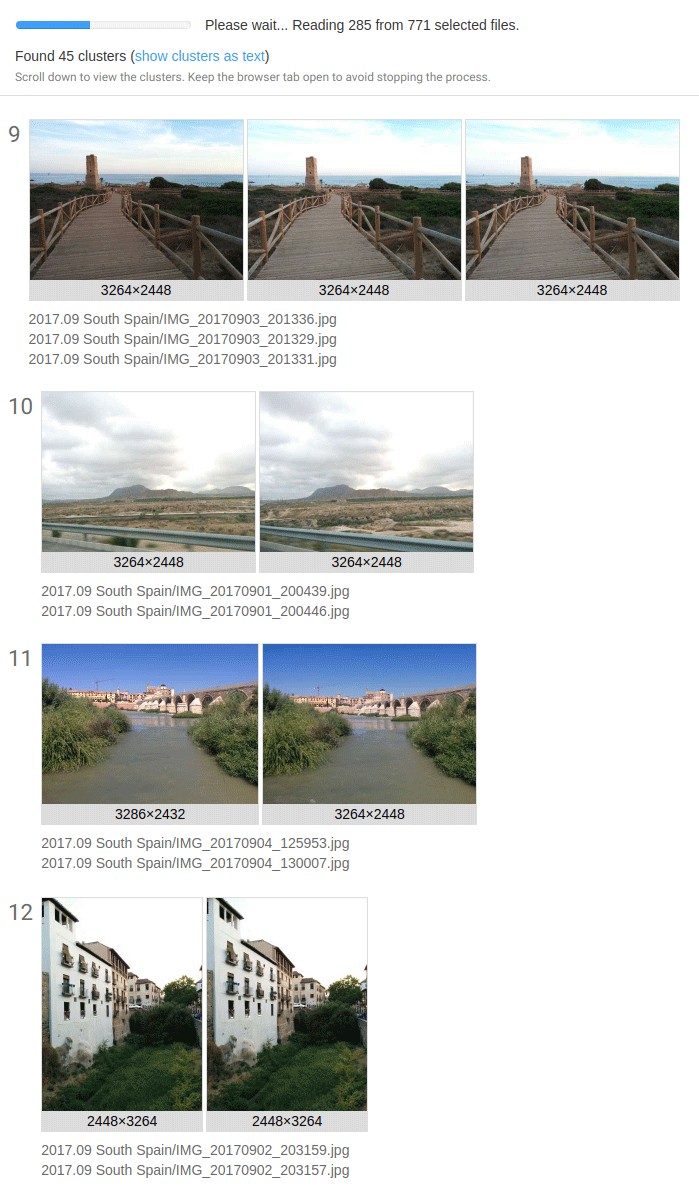 Please wait... Reading 285 from 771 selected files.
Found 45 clusters (show clusters as text)
Scroll down to view the clusters. Keep the browser tab open to avoid stopping the process.
9
3264×2448 3264×2448 3264×2448
2017.09 South Spain/IMG_20170903_201336.jpg
2017.09 South Spain/IMG_20170903_201329.jpg
2017.09 South Spain/IMG_20170903_201331.jpg
10
3264×2448 3264×2448
2017.09 South Spain/IMG_20170901_200439.jpg
2017.09 South Spain/IMG_20170901_200446.jpg
11
3286×2432 3264×2448
2017.09 South Spain/IMG_20170904_125953.jpg
2017.09 South Spain/IMG_20170904_130007.jpg
12
2448×3264 2448×3264
2017.09 South Spain/IMG_20170902_203159.jpg
2017.09 South Spain/IMG_20170902_203157.jpg